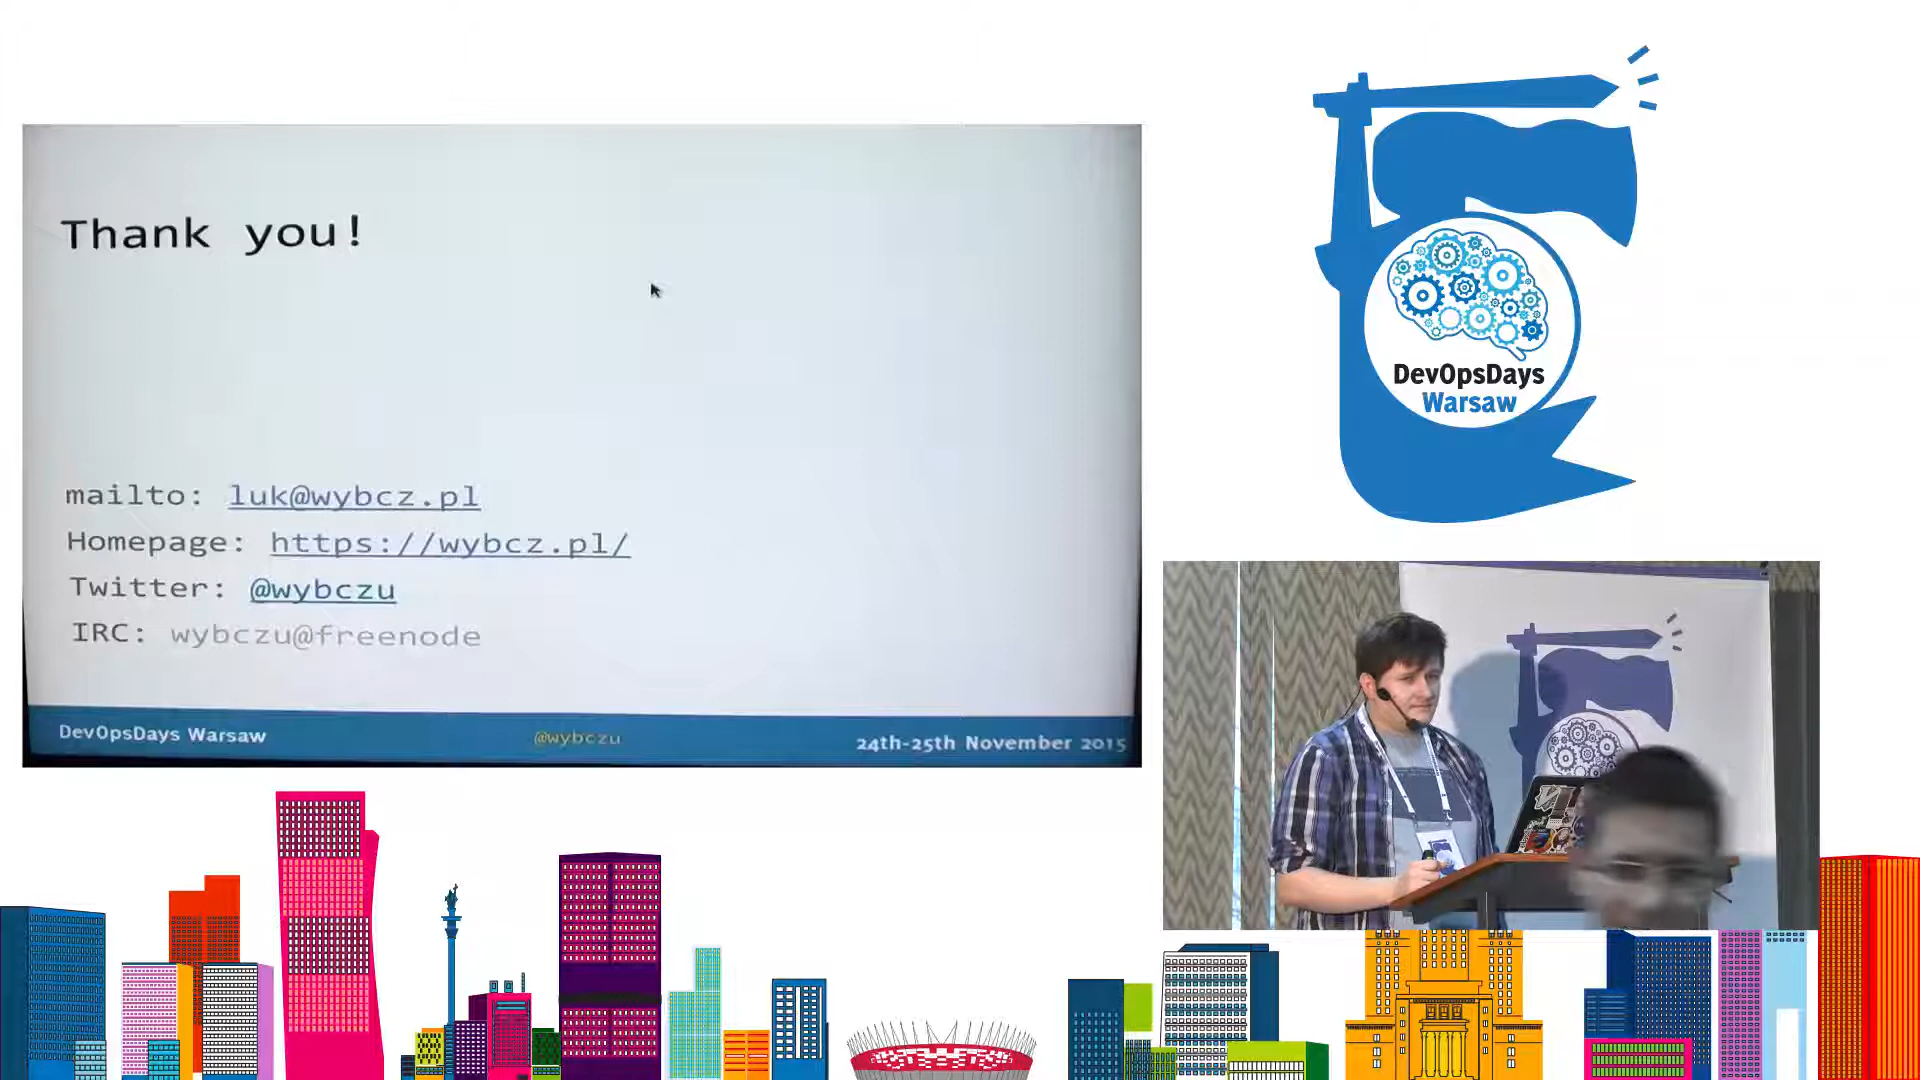 Thank you!
mailto: luk@wybcz.pl
Homepage: https://wybcz.pl/
Twitter: @wybczu
IRC: wybczu@freenode
DevOpsDays Warsaw
@wybczu
24th-25th November 2015
DevOpsDays
Warsaw